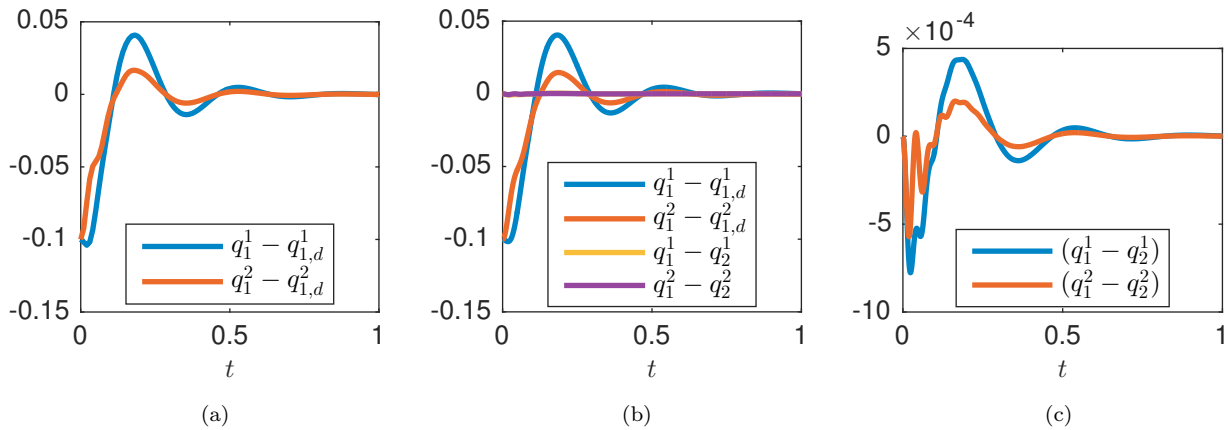 0.05
0
-0.05
-0.1
-0.15
0 0.5 1
t
q_1^1 − q_{1,d}^1
q_1^2 − q_{1,d}^2
(a)
0.05
0
-0.05
-0.1
-0.15
0 0.5 1
t
q_1^1 − q_{1,d}^1
q_1^2 − q_{1,d}^2
q_1^1 − q_2^1
q_1^2 − q_2^2
(b)
×10^{-4}
5
0
-5
-10
0 0.5 1
t
(q_1^1 − q_2^1)
(q_1^2 − q_2^2)
(c)